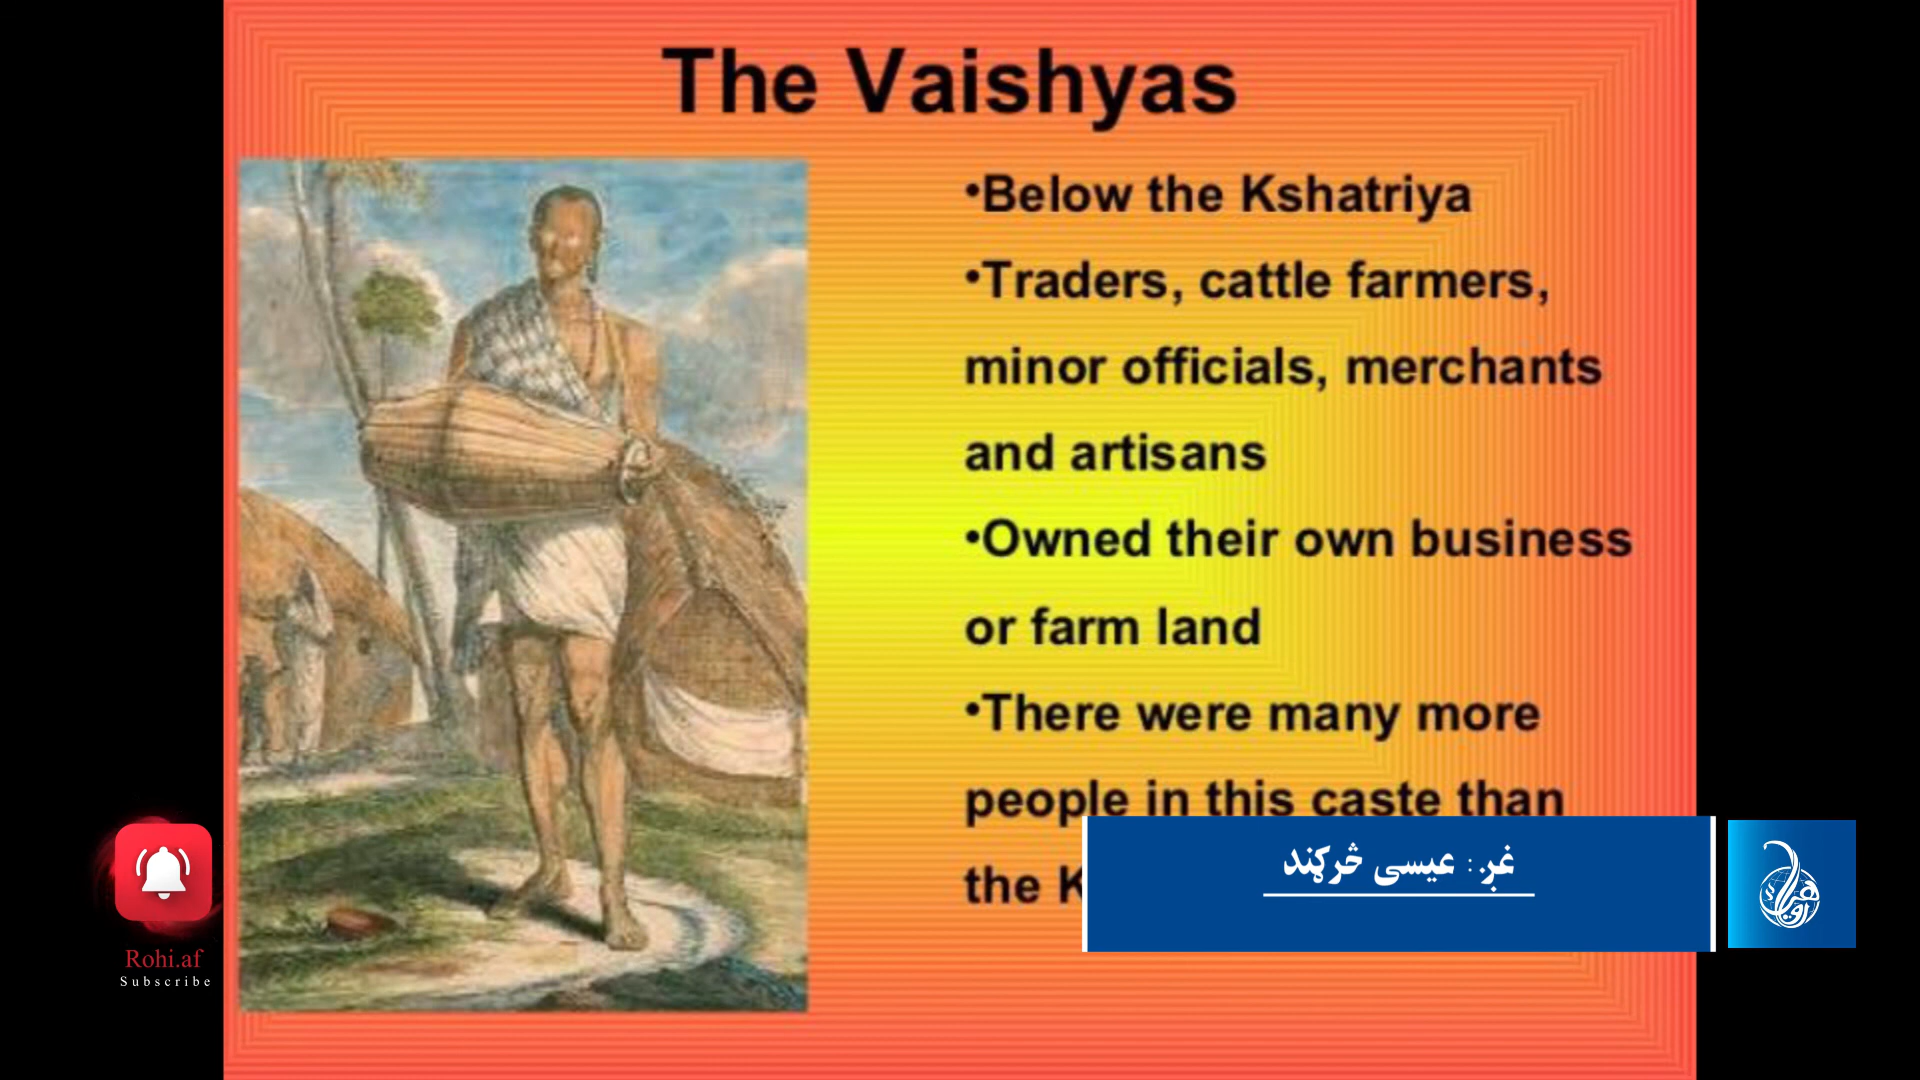 The Vaishyas
•Below the Kshatriya
•Traders, cattle farmers,
minor officials, merchants
and artisans
•Owned their own business
or farm land
•There were many more
people in this caste than
the
غږ: عیسی څرګند
Rohi.af
Subscribe